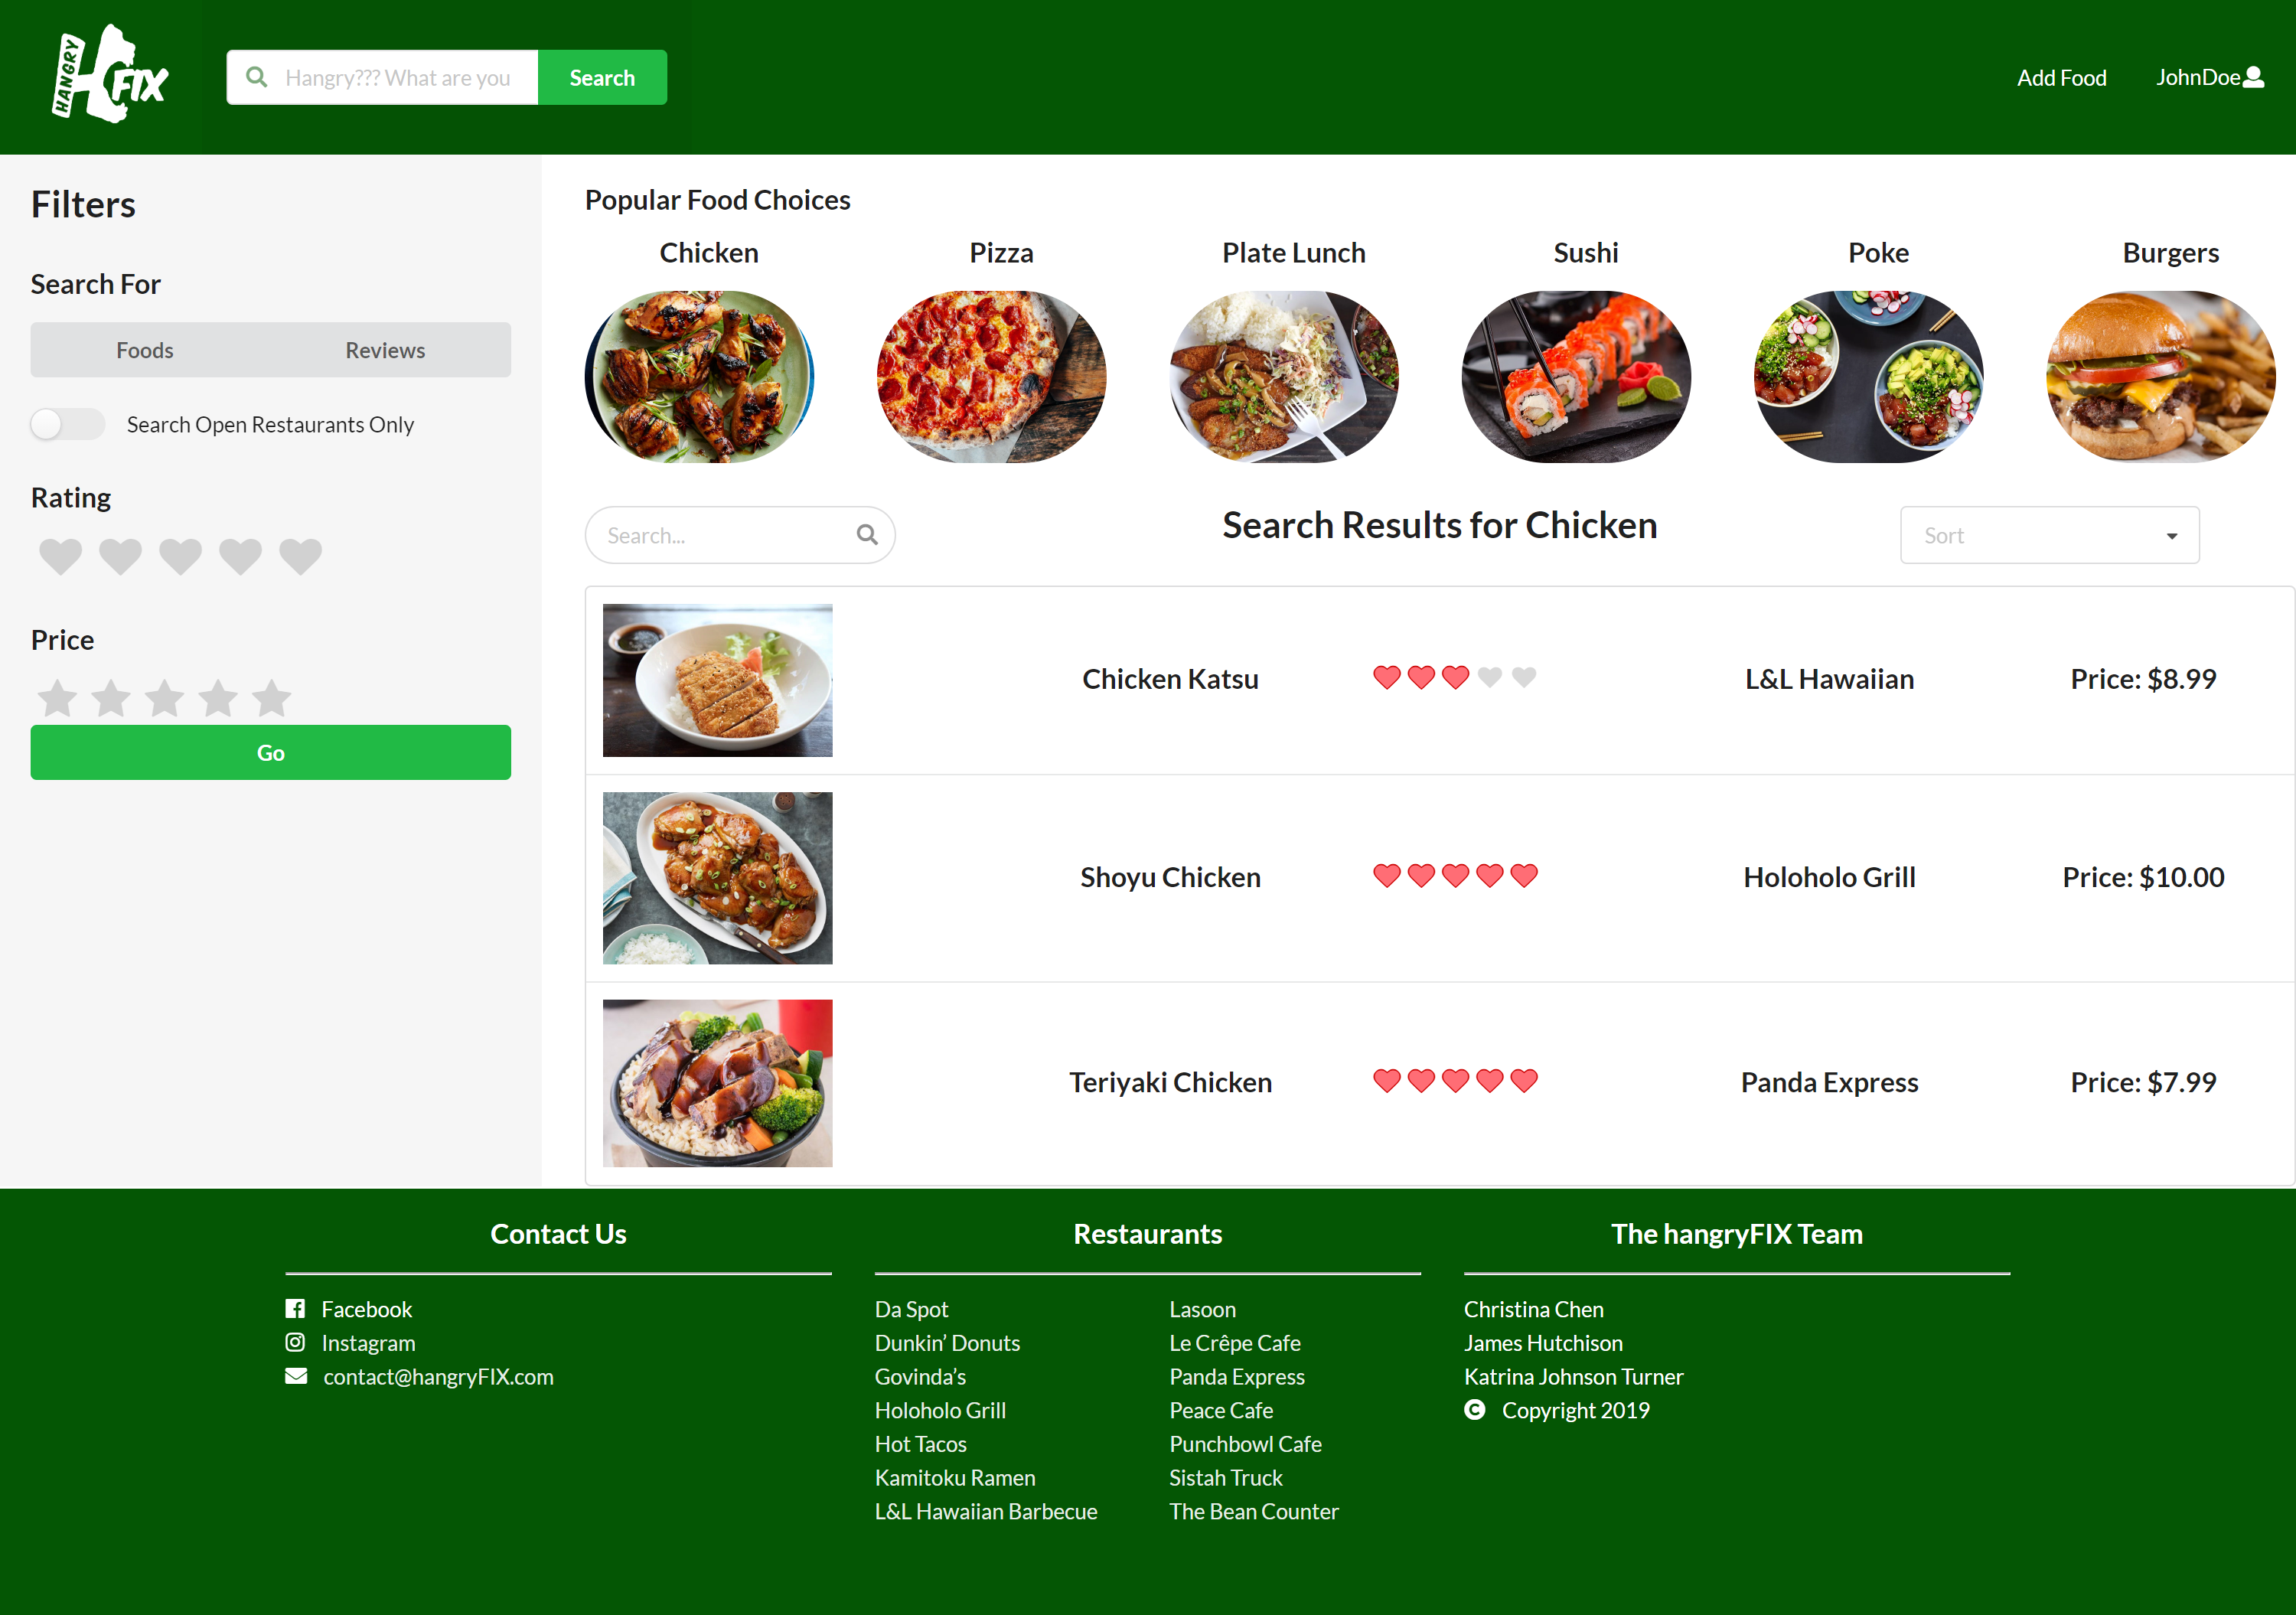 HANGRY
FIX
Hangry??? What are you
Search
Add Food
JohnDoe
Filters
Search For
Foods
Reviews
Search Open Restaurants Only
Rating
Price
Go
Popular Food Choices
Chicken
Pizza
Plate Lunch
Sushi
Poke
Burgers
Search...
Search Results for Chicken
Sort
Chicken Katsu
L&L Hawaiian
Price: $8.99
Shoyu Chicken
Holoholo Grill
Price: $10.00
Teriyaki Chicken
Panda Express
Price: $7.99
Contact Us
Facebook
Instagram
contact@hangryFIX.com
Restaurants
Da Spot
Dunkin’ Donuts
Govinda’s
Holoholo Grill
Hot Tacos
Kamitoku Ramen
L&L Hawaiian Barbecue
Lasoon
Le Crêpe Cafe
Panda Express
Peace Cafe
Punchbowl Cafe
Sistah Truck
The Bean Counter
The hangryFIX Team
Christina Chen
James Hutchison
Katrina Johnson Turner
Copyright 2019